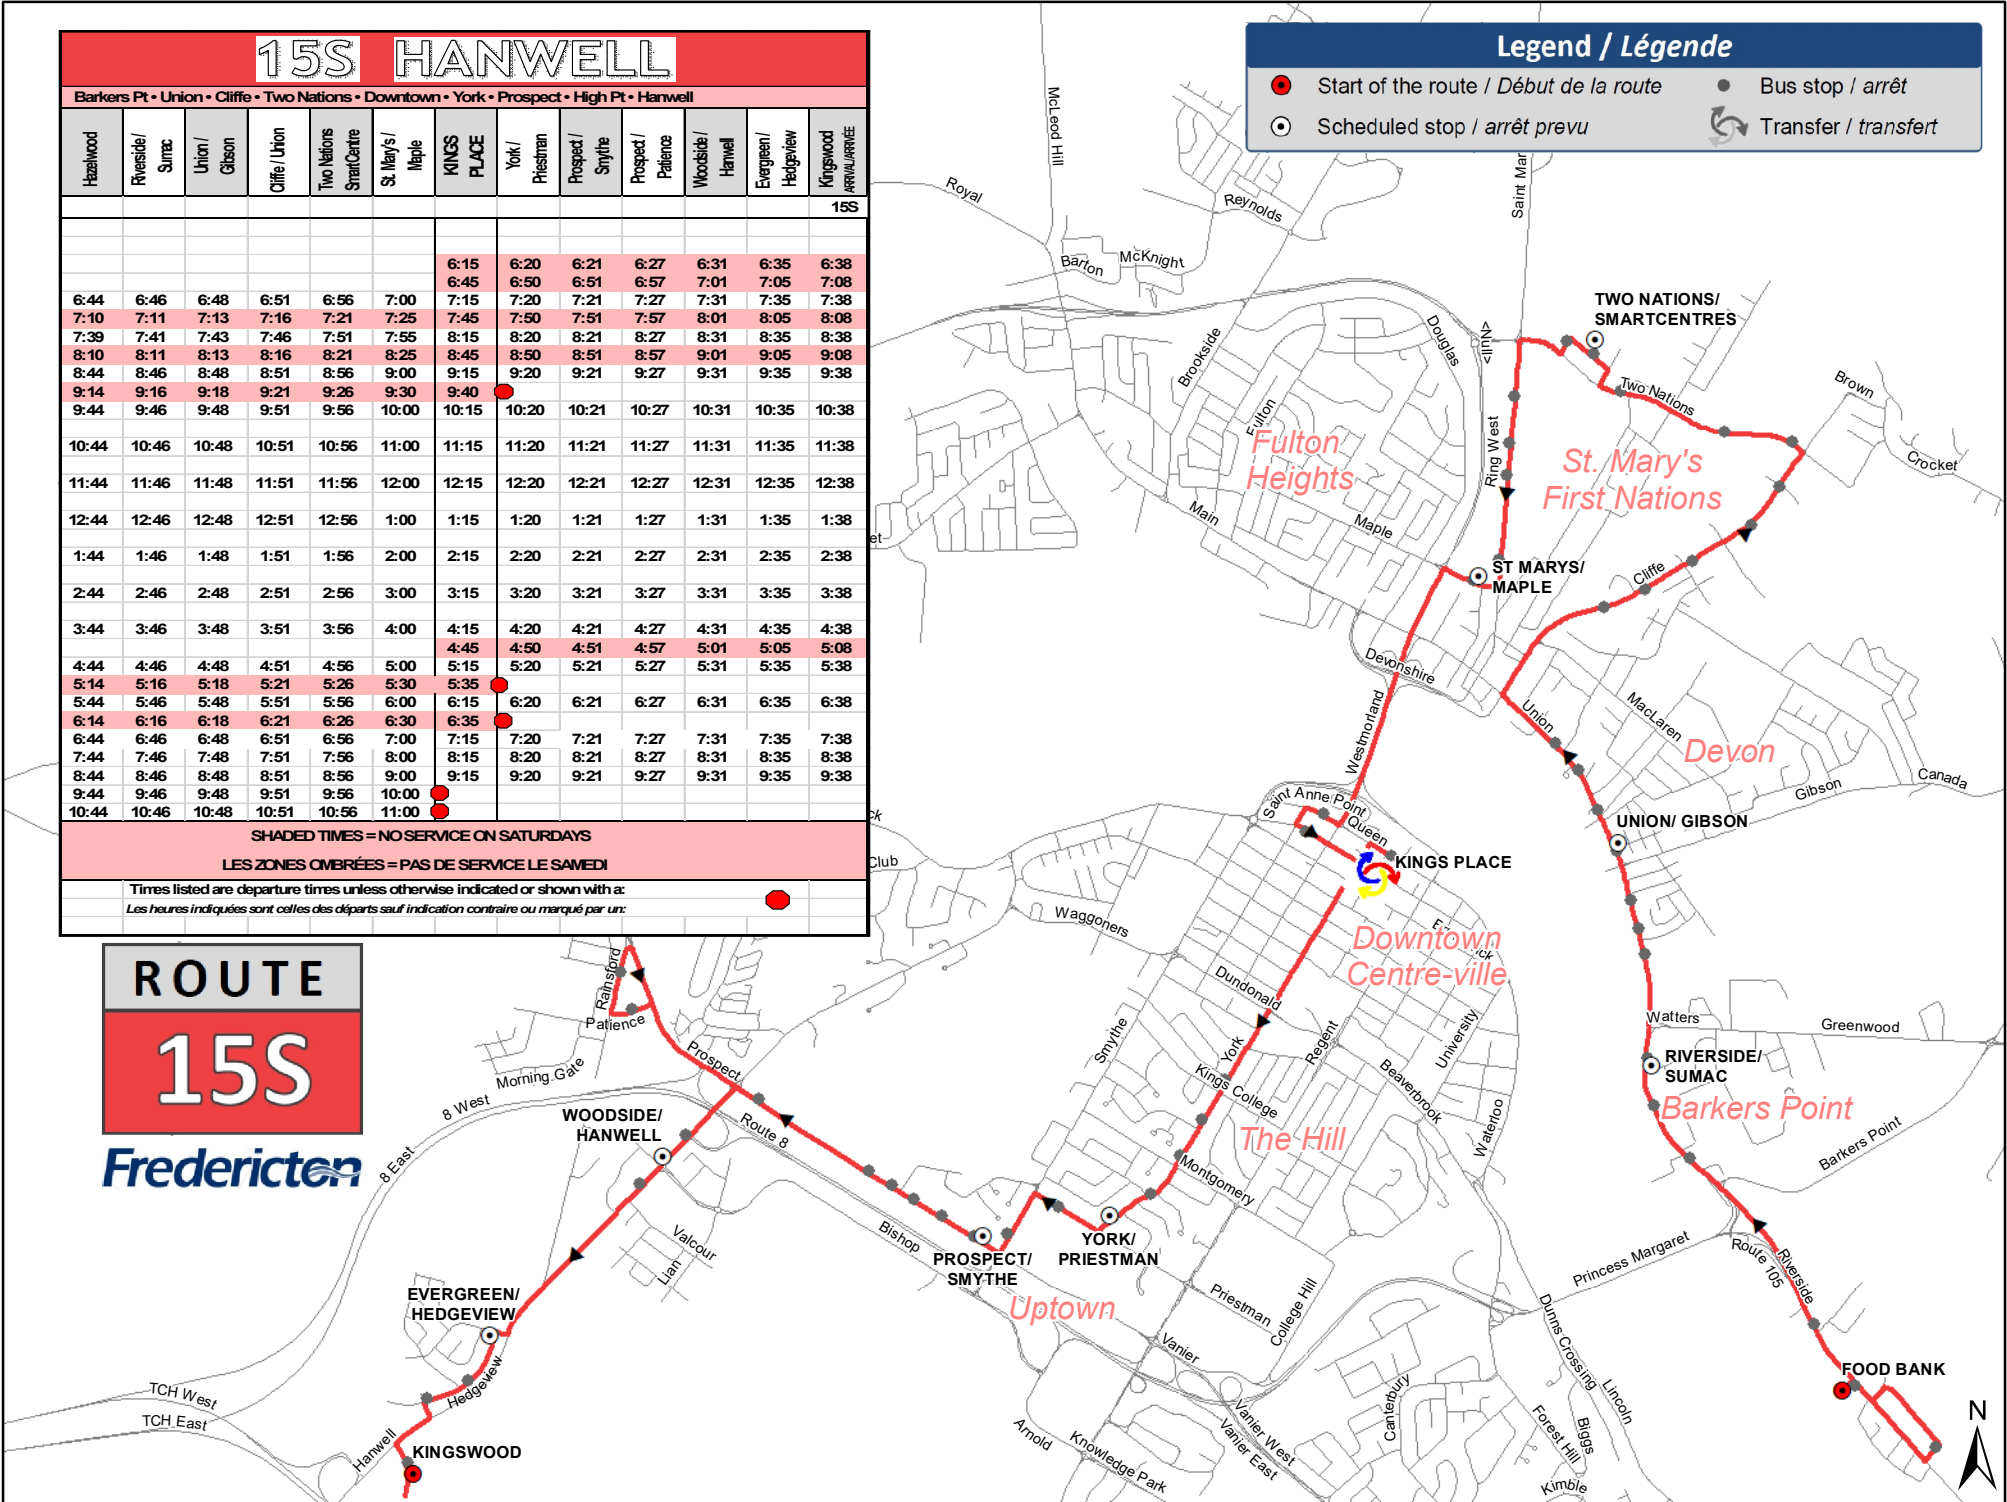 15S HANWELL
Barkers Pt • Union • Cliffe • Two Nations • Downtown • York • Prospect • High Pt • Hanwell
Hazelwood | Riverside / Sumac | Union / Gibson | Cliffe / Union | Two Nations SmartCentre | St. Mary's / Maple | KINGS PLACE | York / Priestman | Prospect / Smythe | Prospect / Patience | Woodside / Hanwell | Evergreen / Hedgeview | Kingswood ARRIVAL/ARRIVÉE
15S
6:15 6:20 6:21 6:27 6:31 6:35 6:38
6:45 6:50 6:51 6:57 7:01 7:05 7:08
6:44 6:46 6:48 6:51 6:56 7:00 7:15 7:20 7:21 7:27 7:31 7:35 7:38
7:10 7:11 7:13 7:16 7:21 7:25 7:45 7:50 7:51 7:57 8:01 8:05 8:08
7:39 7:41 7:43 7:46 7:51 7:55 8:15 8:20 8:21 8:27 8:31 8:35 8:38
8:10 8:11 8:13 8:16 8:21 8:25 8:45 8:50 8:51 8:57 9:01 9:05 9:08
8:44 8:46 8:48 8:51 8:56 9:00 9:15 9:20 9:21 9:27 9:31 9:35 9:38
9:14 9:16 9:18 9:21 9:26 9:30 9:40
9:44 9:46 9:48 9:51 9:56 10:00 10:15 10:20 10:21 10:27 10:31 10:35 10:38
10:44 10:46 10:48 10:51 10:56 11:00 11:15 11:20 11:21 11:27 11:31 11:35 11:38
11:44 11:46 11:48 11:51 11:56 12:00 12:15 12:20 12:21 12:27 12:31 12:35 12:38
12:44 12:46 12:48 12:51 12:56 1:00 1:15 1:20 1:21 1:27 1:31 1:35 1:38
1:44 1:46 1:48 1:51 1:56 2:00 2:15 2:20 2:21 2:27 2:31 2:35 2:38
2:44 2:46 2:48 2:51 2:56 3:00 3:15 3:20 3:21 3:27 3:31 3:35 3:38
3:44 3:46 3:48 3:51 3:56 4:00 4:15 4:20 4:21 4:27 4:31 4:35 4:38
4:45 4:50 4:51 4:57 5:01 5:05 5:08
4:44 4:46 4:48 4:51 4:56 5:00 5:15 5:20 5:21 5:27 5:31 5:35 5:38
5:14 5:16 5:18 5:21 5:26 5:30 5:35
5:44 5:46 5:48 5:51 5:56 6:00 6:15 6:20 6:21 6:27 6:31 6:35 6:38
6:14 6:16 6:18 6:21 6:26 6:30 6:35
6:44 6:46 6:48 6:51 6:56 7:00 7:15 7:20 7:21 7:27 7:31 7:35 7:38
7:44 7:46 7:48 7:51 7:56 8:00 8:15 8:20 8:21 8:27 8:31 8:35 8:38
8:44 8:46 8:48 8:51 8:56 9:00 9:15 9:20 9:21 9:27 9:31 9:35 9:38
9:44 9:46 9:48 9:51 9:56 10:00
10:44 10:46 10:48 10:51 10:56 11:00
SHADED TIMES = NO SERVICE ON SATURDAYS
LES ZONES OMBRÉES = PAS DE SERVICE LE SAMEDI
Times listed are departure times unless otherwise indicated or shown with a:
Les heures indiquées sont celles des départs sauf indication contraire ou marqué par un:
ROUTE
15S
Fredericton
Legend / Légende
Start of the route / Début de la route
Bus stop / arrêt
Scheduled stop / arrêt prevu
Transfer / transfert
McLeod Hill
Saint Mar
Royal
Reynolds
Barton
McKnight
Brookside
Douglas
<Null>
TWO NATIONS/
SMARTCENTRES
Two Nations
Brown
Crocket
Fulton
Fulton
Heights
Ring West
St. Mary's
First Nations
Main
Maple
et
ST MARYS/
MAPLE
Cliffe
Devonshire
Westmorland
Union
MacLaren
Devon
Gibson
Canada
Saint Anne Point
Queen
UNION/ GIBSON
KINGS PLACE
ck
Club
Waggoners
Downtown
Centre-ville
ck
Dundonald
Smythe
York
Regent
University
Kings College
Beaverbrook
Waterloo
The Hill
Montgomery
Watters
Greenwood
RIVERSIDE/
SUMAC
Barkers Point
Barkers Point
Rainsford
Patience
Prospect
Morning Gate
8 West
8 East
Route 8
WOODSIDE/
HANWELL
Valcour
Lian
Bishop
PROSPECT/
SMYTHE
YORK/
PRIESTMAN
Uptown
Priestman
College Hill
Princess Margaret
Route 105
Riverside
EVERGREEN/
HEDGEVIEW
Hedgeview
Vanier
Dunns Crossing
Lincoln
FOOD BANK
TCH West
TCH East
Hanwell
KINGSWOOD
Arnold
Knowledge Park
Vanier West
Vanier East
Canterbury
Forest Hill
Biggs
Kimble
N